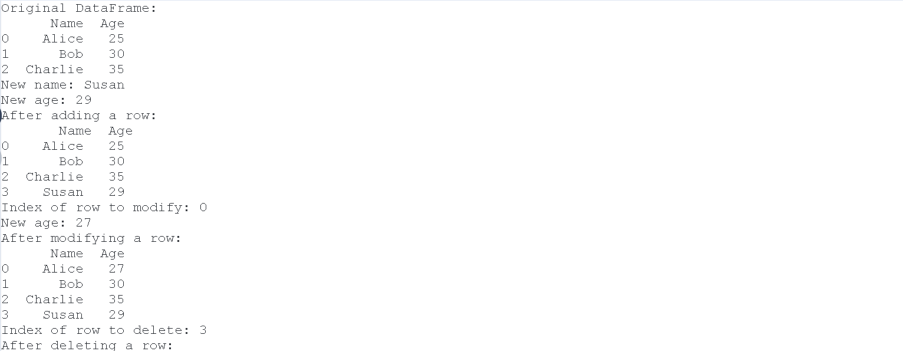 Original DataFrame:
      Name  Age
0    Alice   25
1      Bob   30
2  Charlie   35
New name: Susan
New age: 29
After adding a row:
       Name  Age
0    Alice   25
1      Bob   30
2  Charlie   35
3    Susan   29
Index of row to modify: 0
New age: 27
After modifying a row:
      Name  Age
0    Alice   27
1      Bob   30
2  Charlie   35
3    Susan   29
Index of row to delete: 3
After deleting a row: